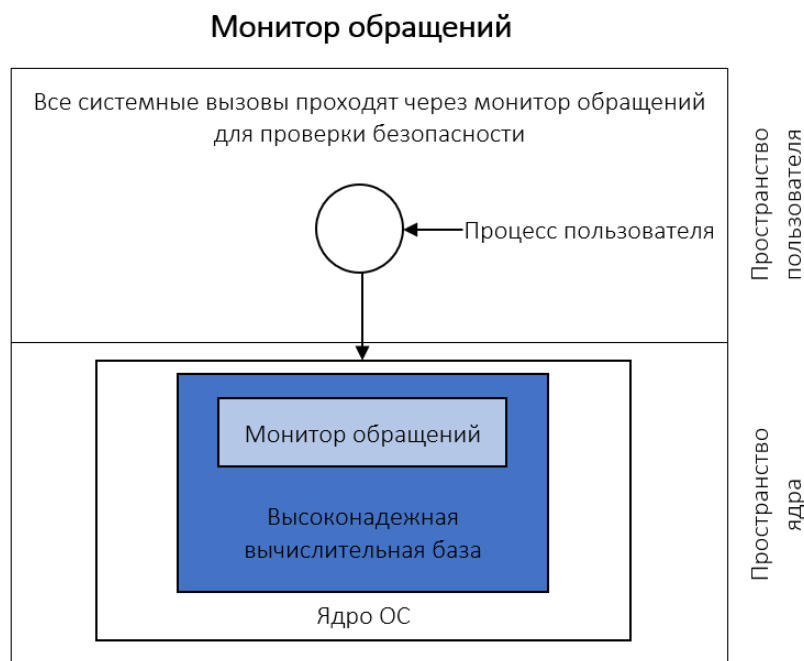 Монитор обращений
Все системные вызовы проходят через монитор обращений
для проверки безопасности
Процесс пользователя
Пространство
пользователя
Монитор обращений
Высоконадежная
вычислительная база
Ядро ОС
Пространство
ядра